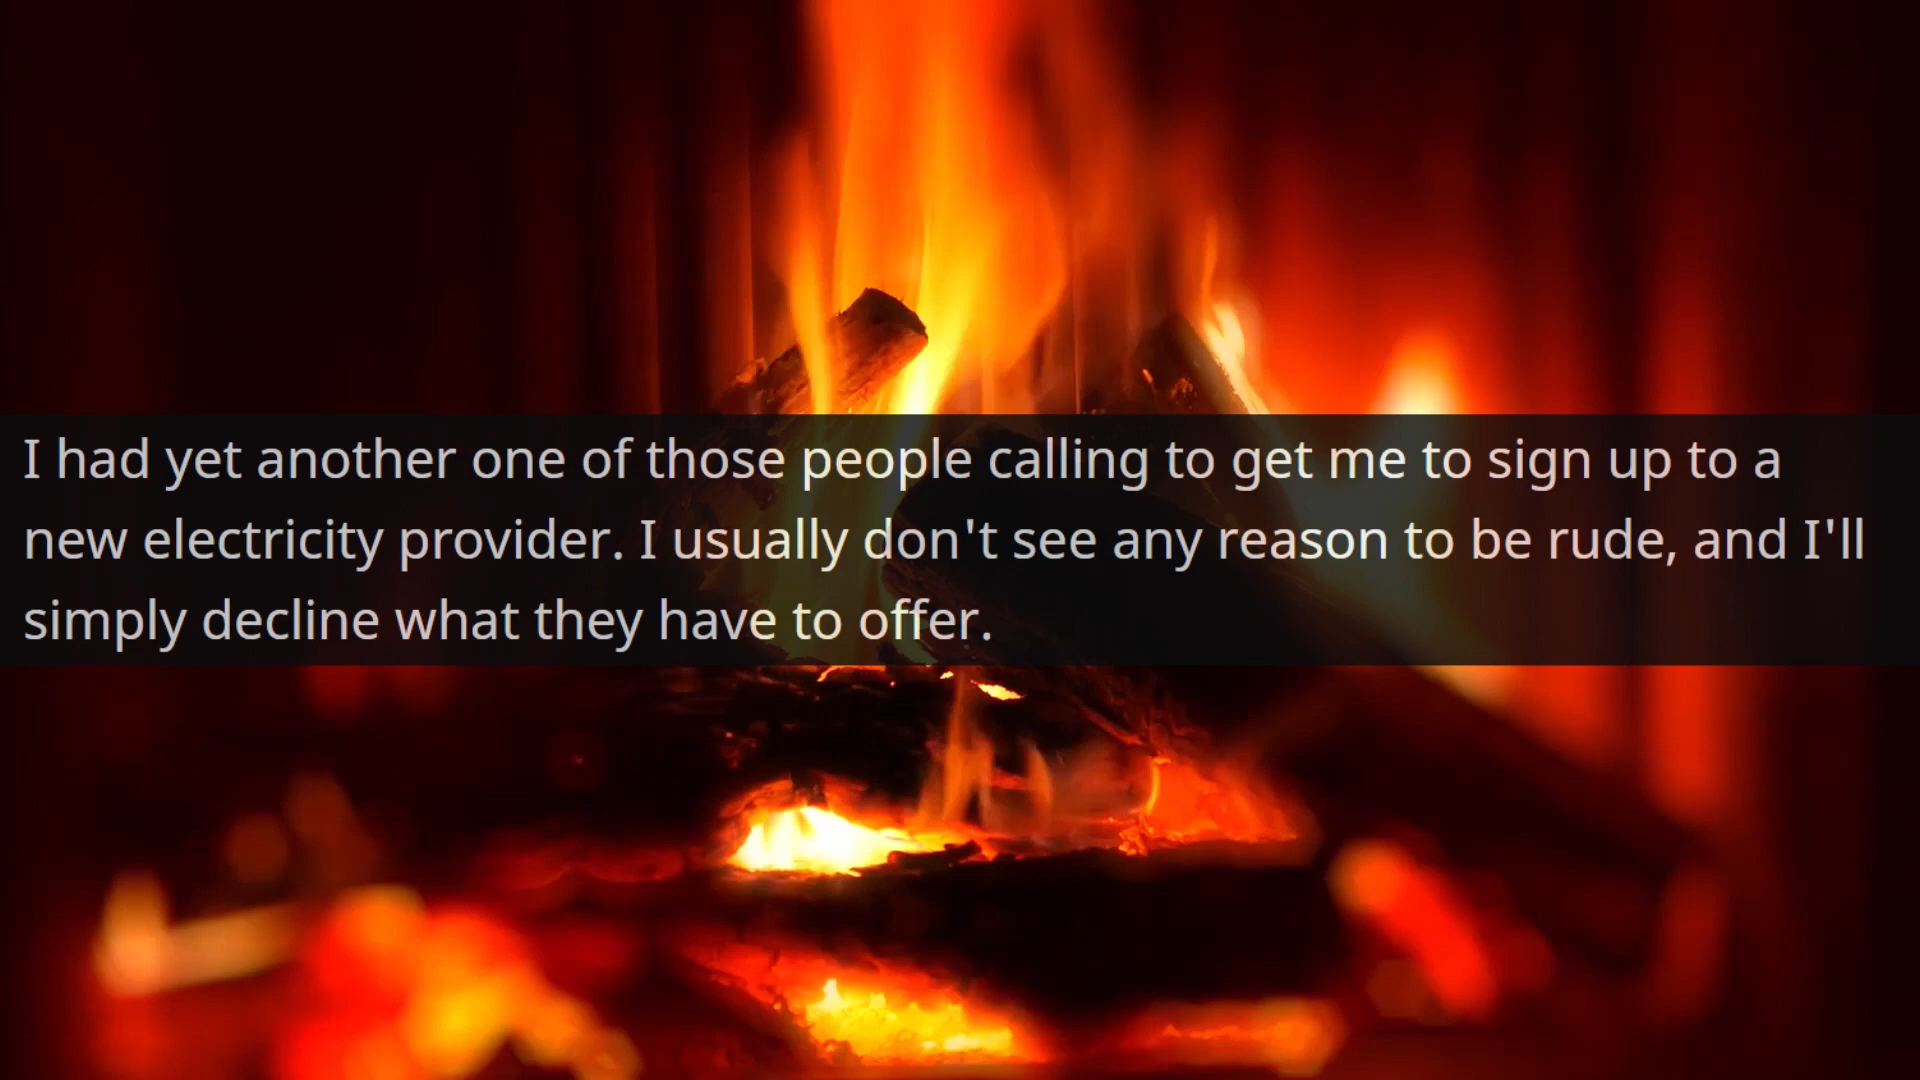 I had yet another one of those people calling to get me to sign up to a
new electricity provider. I usually don't see any reason to be rude, and I'll
simply decline what they have to offer.